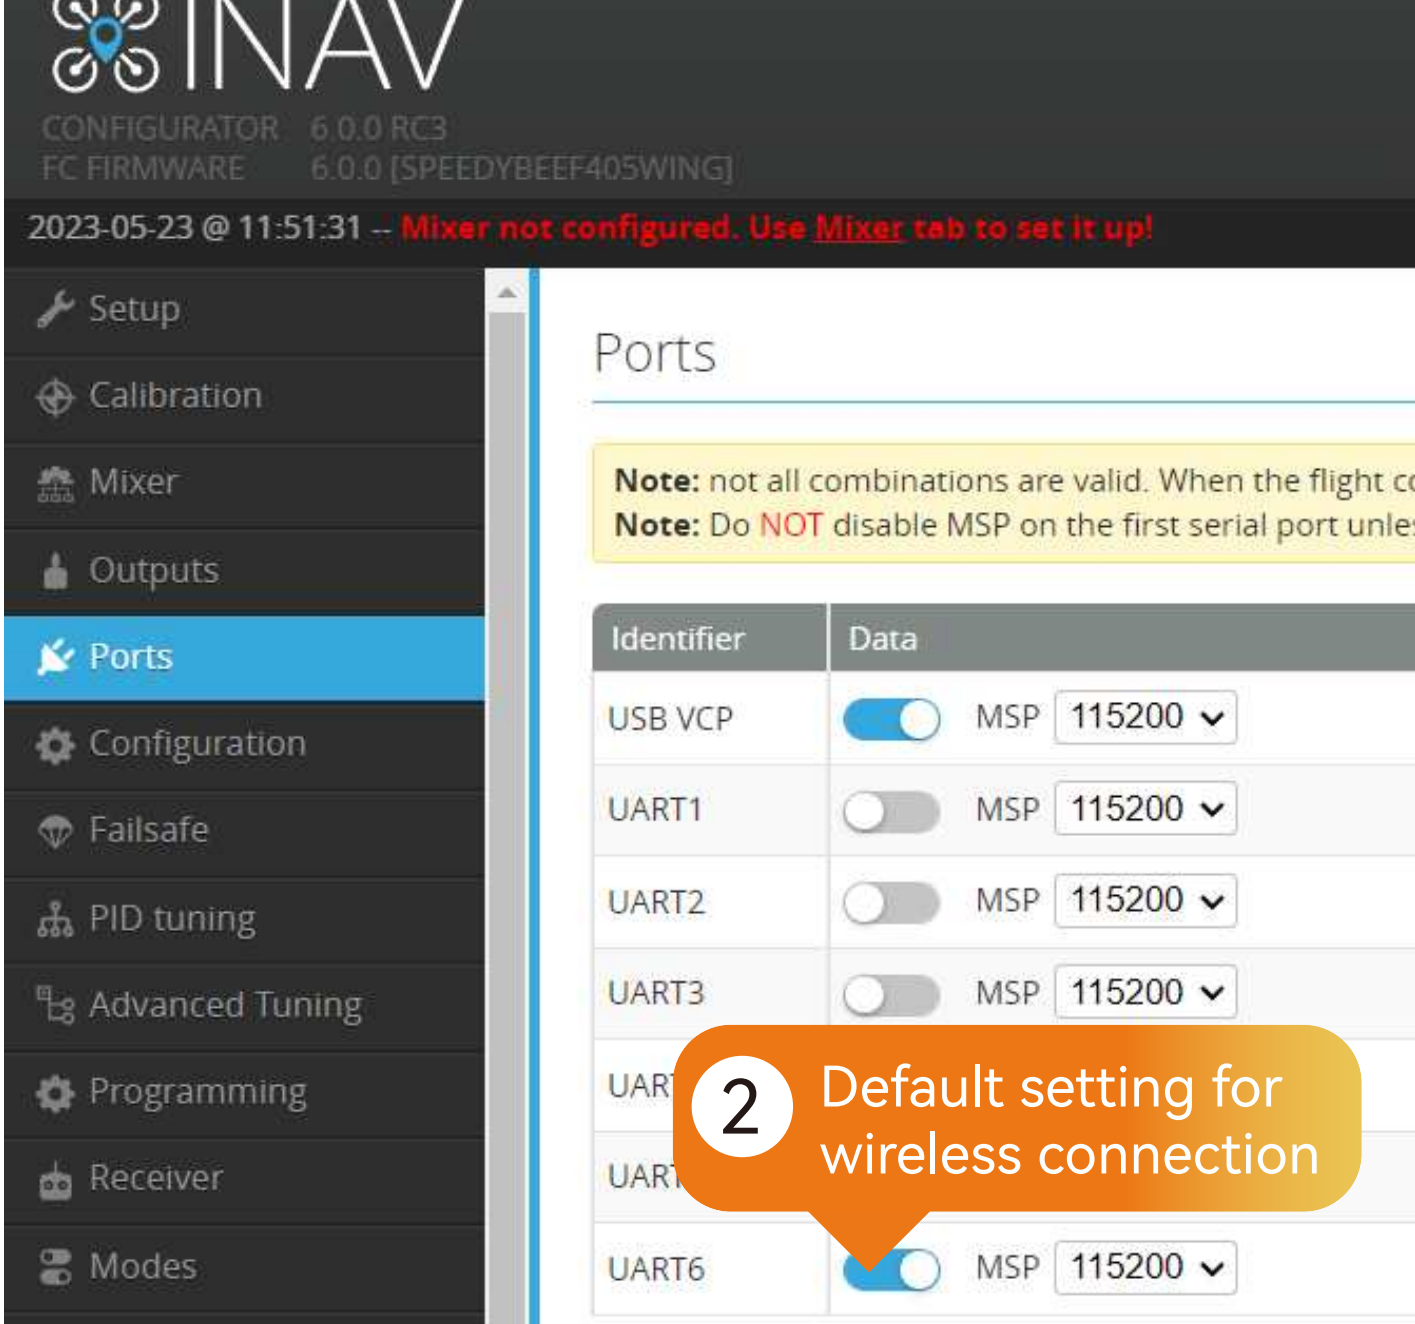 INAV
CONFIGURATOR 6.0.0 RC3
FC FIRMWARE 6.0.0 [SPEEDYBEEF405WING]
2023-05-23 @ 11:51:31 -- Mixer not configured. Use Mixer tab to set it up!
Setup
Calibration
Mixer
Outputs
Ports
Configuration
Failsafe
PID tuning
Advanced Tuning
Programming
Receiver
Modes
Ports
Note: not all combinations are valid. When the flight
Note: Do NOT disable MSP on the first serial port
Identifier Data
USB VCP MSP 115200
UART1 MSP 115200
UART2 MSP 115200
UART3 MSP 115200
2 Default setting for
wireless connection
UART6 MSP 115200